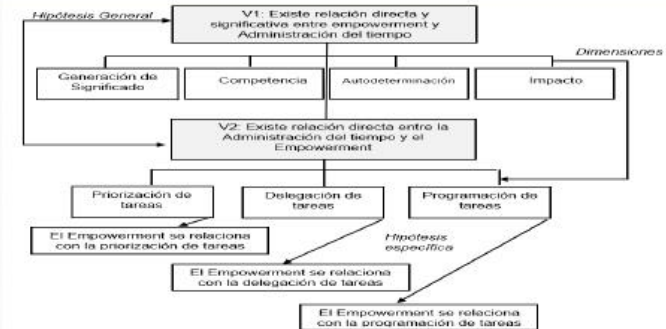 Hipótesis General
V1: Existe relación directa y
significativa entre empowerment y
Administración del tiempo
Dimensiones
Generación de
Significado
Competencia
Autodeterminación
Impacto
V2: Existe relación directa entre la
Administración del tiempo y el
Empowerment
Priorización de
tareas
Delegación de
tareas
Programación de
tareas
El Empowerment se relaciona
con la priorización de tareas
Hipótesis
específica
El Empowerment se relaciona
con la delegación de tareas
El Empowerment se relaciona
con la programación de tareas